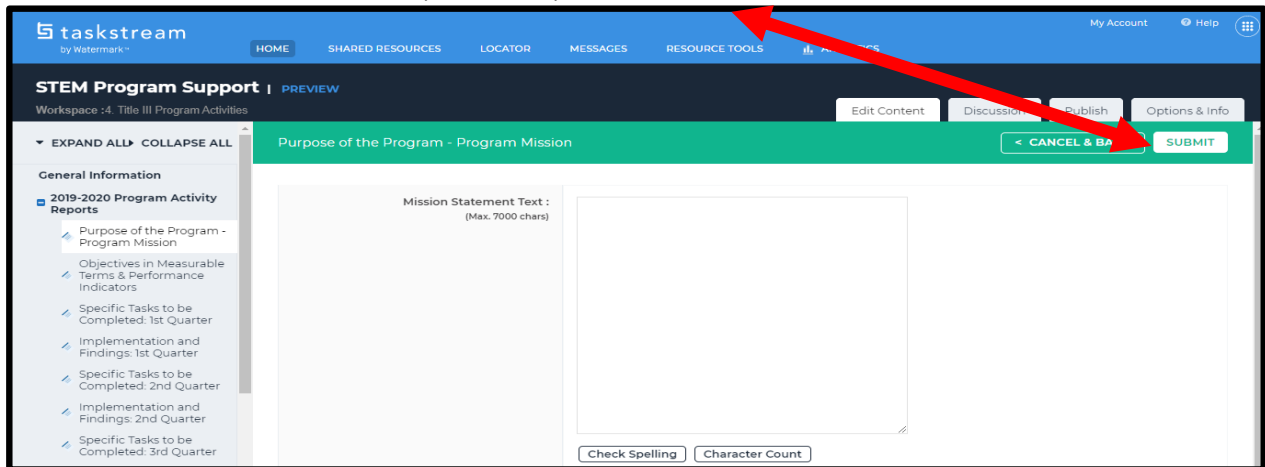 taskstream
by Watermark™
My Account Help
HOME SHARED RESOURCES LOCATOR MESSAGES RESOURCE TOOLS
STEM Program Support | PREVIEW
Workspace :4. Title III Program Activities
Edit Content Discussion Publish Options & Info
EXPAND ALL COLLAPSE ALL
Purpose of the Program - Program Mission
< CANCEL & SUBMIT
General Information
2019-2020 Program Activity
Reports
Purpose of the Program -
Program Mission
Objectives in Measurable
Terms & Performance
Indicators
Specific Tasks to be
Completed: 1st Quarter
Implementation and
Findings: 1st Quarter
Specific Tasks to be
Completed: 2nd Quarter
Implementation and
Findings: 2nd Quarter
Specific Tasks to be
Completed: 3rd Quarter
Mission Statement Text :
(Max. 7000 chars)
Check Spelling Character Count